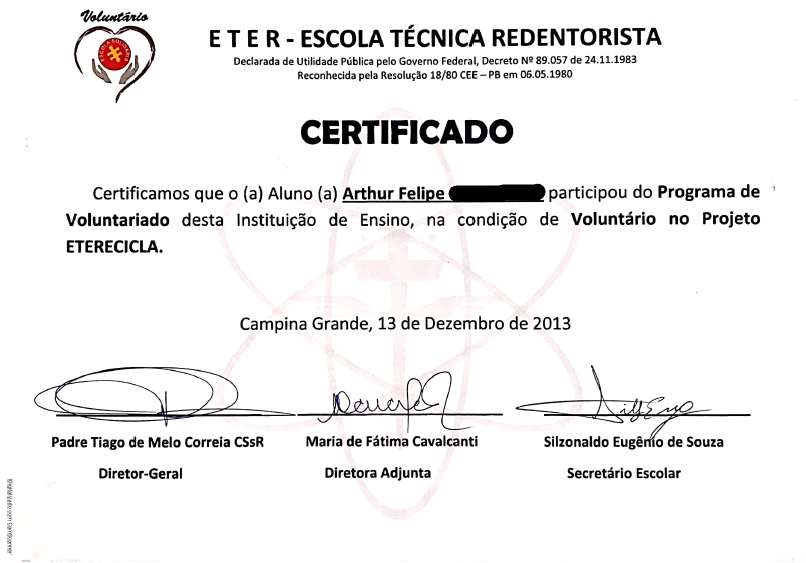 Voluntário
ESCOLA SOLIDÁRIA
E T E R - ESCOLA TÉCNICA REDENTORISTA
Declarada de Utilidade Pública pelo Governo Federal, Decreto Nº 89.057 de 24.11.1983
Reconhecida pela Resolução 18/80 CEE – PB em 06.05.1980
CERTIFICADO
Certificamos que o (a) Aluno (a) Arthur Felipe participou do Programa de
Voluntariado desta Instituição de Ensino, na condição de Voluntário no Projeto
ETERECICLA.
Campina Grande, 13 de Dezembro de 2013
Padre Tiago de Melo Correia CSsR
Diretor-Geral
Maria de Fátima Cavalcanti
Diretora Adjunta
Silzonaldo Eugênio de Souza
Secretário Escolar
Digitalizado com CamScanner